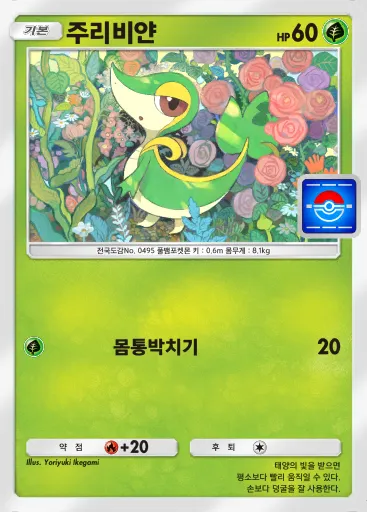 기본 주리비얀 HP 60
전국도감No. 0495 풀뱀포켓몬 키 : 0.6m 몸무게 : 8.1kg
몸통박치기 20
약점 +20 후퇴
Illus. Yoriyuki Ikegami
태양의 빛을 받으면
평소보다 빨리 움직일 수 있다.
손보다 덩굴을 잘 사용한다.